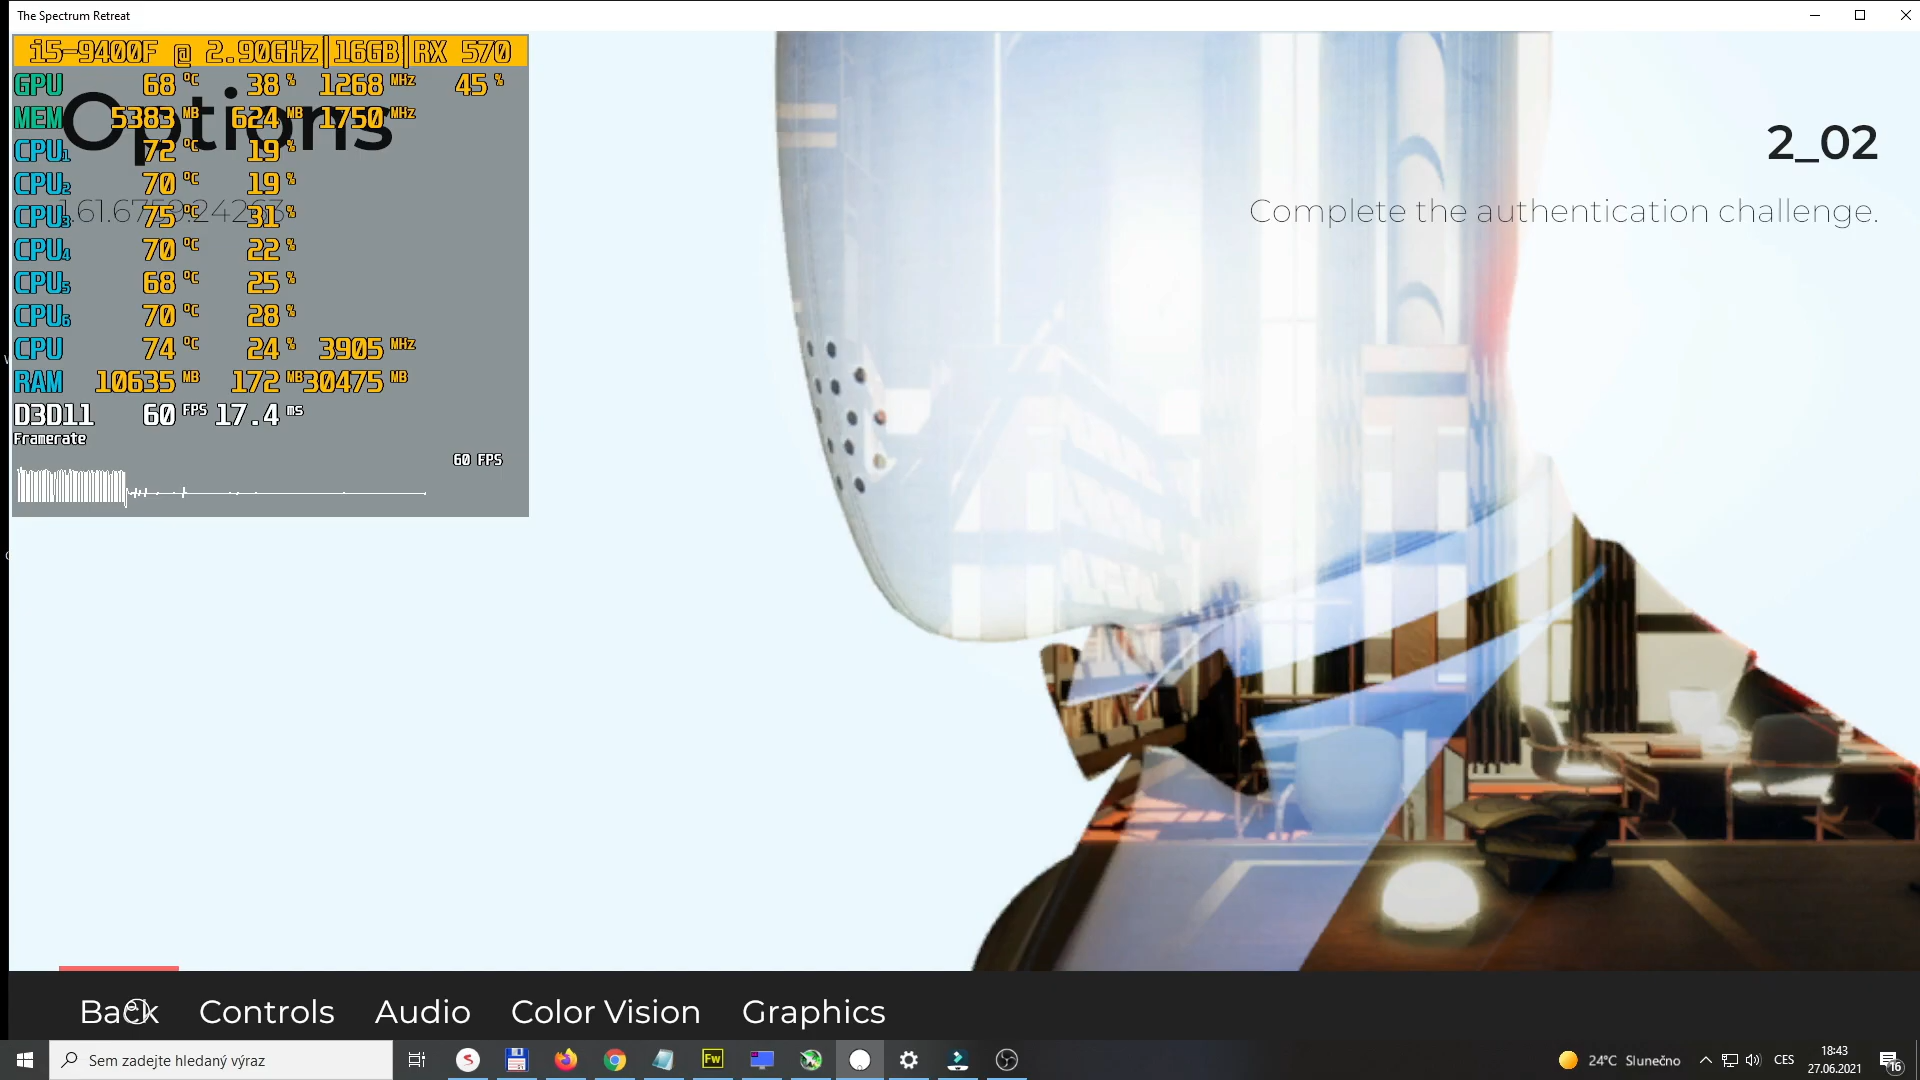 The Spectrum Retreat
i5-9400F @ 2.90GHz|16GB|RX 570
GPU 68 °C 38 % 1268 MHz 45 %
Options
MEM 5383 MB 624 MB 1750 MHz
CPU1 72 °C 19 %
2_02
CPU2 70 °C 19 %
CPU3 75 °C 31 %
Complete the authentication challenge.
CPU4 70 °C 22 %
CPU5 68 °C 25 %
CPU6 70 °C 28 %
CPU 74 °C 24 % 3905 MHz
RAM 10635 MB 172 MB 30475 MB
D3D11 60 FPS 17.4 ms
Framerate
60 FPS
Back Controls Audio Color Vision Graphics
Sem zadejte hledaný výraz
Fw
24°C Slunečno
CES
18:43
27.06.2021
16